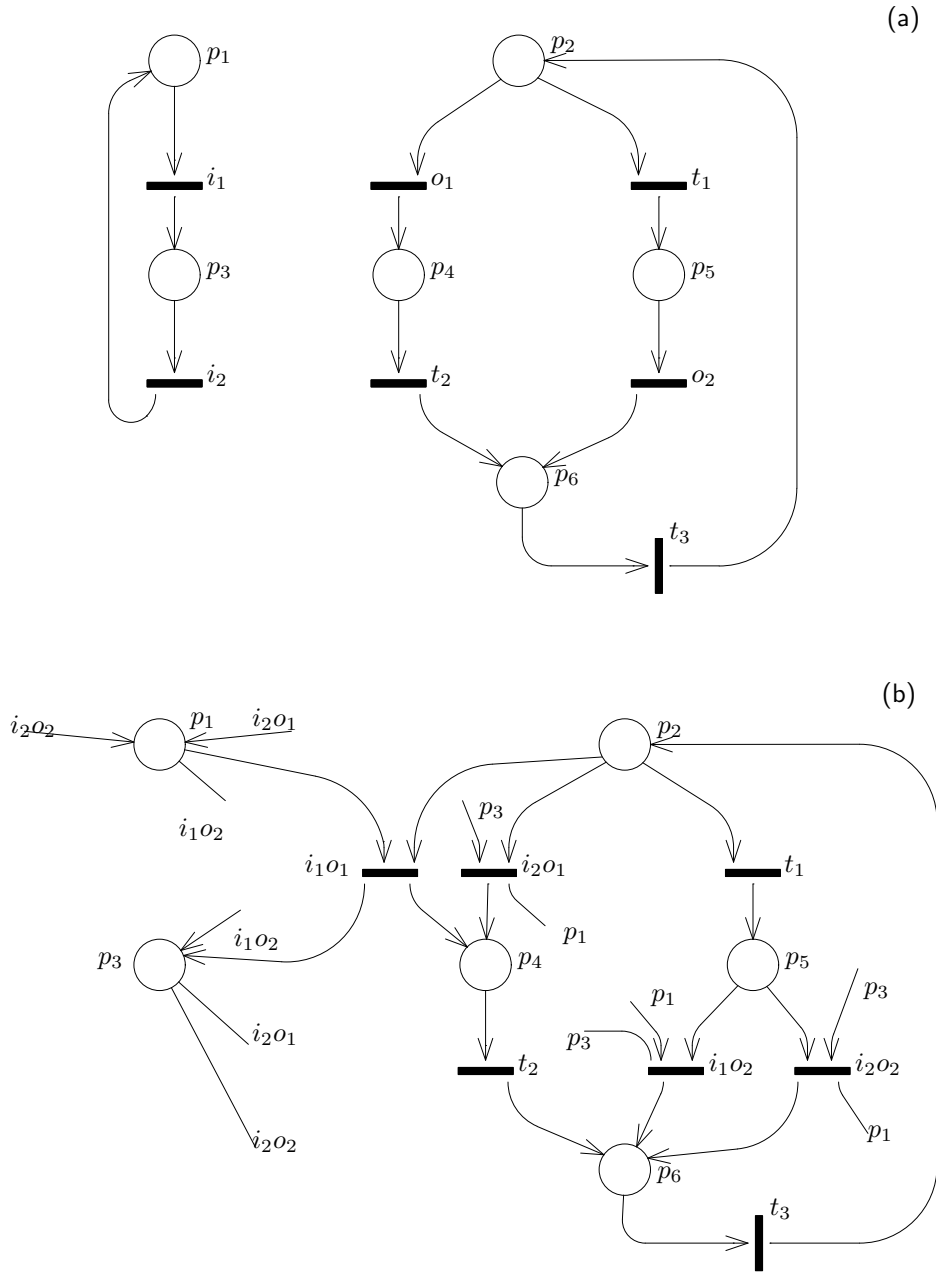 (a)
p₁
p₂
i₁
o₁
t₁
p₃
p₄
p₅
i₂
t₂
o₂
p₆
t₃
(b)
i₂o₂
p₁
i₂o₁
p₂
i₁o₂
p₃
i₁o₁
i₂o₁
t₁
p₁
i₁o₂
p₃
p₄
p₅
p₃
p₁
i₂o₁
p₃
t₂
i₁o₂
i₂o₂
i₂o₂
p₁
p₆
t₃